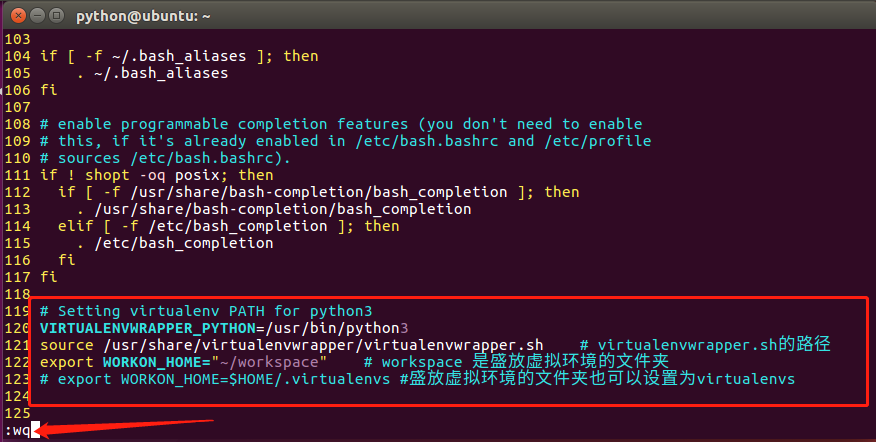 python@ubuntu: ~
103
104 if [ -f ~/.bash_aliases ]; then
105     . ~/.bash_aliases
106 fi
107
108 # enable programmable completion features (you don't need to enable
109 # this, if it's already enabled in /etc/bash.bashrc and /etc/profile
110 # sources /etc/bash.bashrc).
111 if ! shopt -oq posix; then
112   if [ -f /usr/share/bash-completion/bash_completion ]; then
113     . /usr/share/bash-completion/bash_completion
114   elif [ -f /etc/bash_completion ]; then
115     . /etc/bash_completion
116   fi
117 fi
118
119 # Setting virtualenv PATH for python3
120 VIRTUALENVWRAPPER_PYTHON=/usr/bin/python3
121 source /usr/share/virtualenvwrapper/virtualenvwrapper.sh    # virtualenvwrapper.sh的路径
122 export WORKON_HOME="~/workspace"    # workspace 是盛放虚拟环境的文件夹
123 # export WORKON_HOME=$HOME/.virtualenvs #盛放虚拟环境的文件夹也可以设置为virtualenvs
124
125
:wq